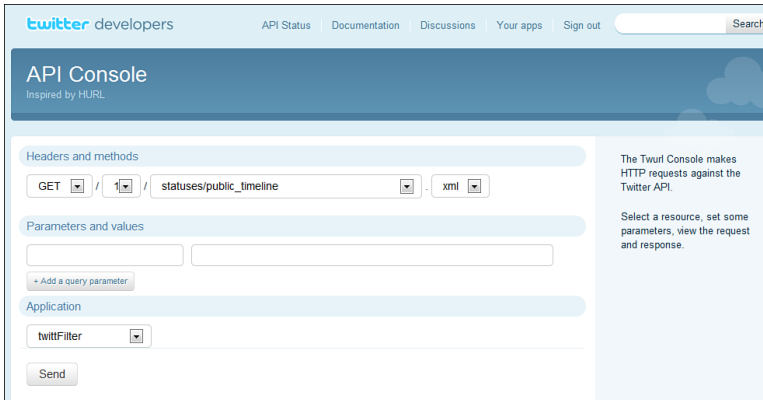 twitter developers API Status Documentation Discussions Your apps Sign out Search
API Console
Inspired by HURL
Headers and methods
GET / 1 / statuses/public_timeline . xml
Parameters and values
+ Add a query parameter
Application
twittFilter
Send
The Twurl Console makes
HTTP requests against the
Twitter API.
Select a resource, set some
parameters, view the request
and response.